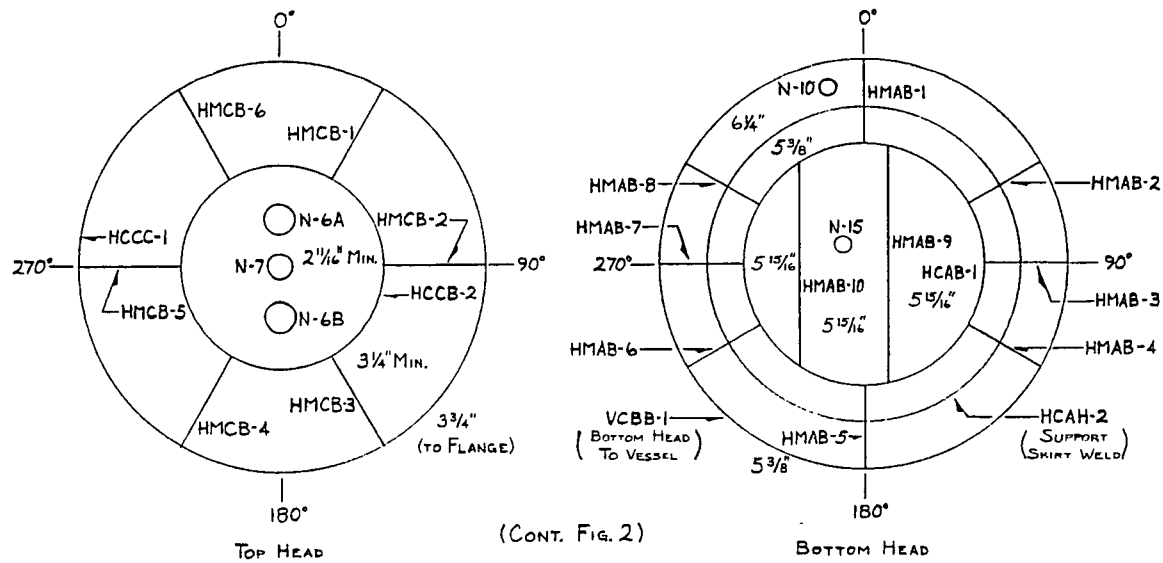 0°
HMCB-6
HMCB-1
N-6A
HMCB-2
HCCC-1
N-7
2 11/16" MIN.
270°
90°
HMCB-5
HCCB-2
N-6B
3 1/4" MIN.
HMCB-3
HMCB-4
3 3/4"
(TO FLANGE)
180°
TOP HEAD
(CONT. FIG. 2)
0°
N-10
HMAB-1
6 1/4"
5 3/8"
HMAB-8
HMAB-2
HMAB-7
N-15
HMAB-9
270°
5 15/16"
HMAB-10
HCAB-1
90°
5 15/16"
HMAB-3
5 15/16"
HMAB-6
HMAB-4
VCBB-1
(BOTTOM HEAD
TO VESSEL)
HMAB-5
HCAH-2
(SUPPORT
SKIRT WELD)
5 3/8"
180°
BOTTOM HEAD